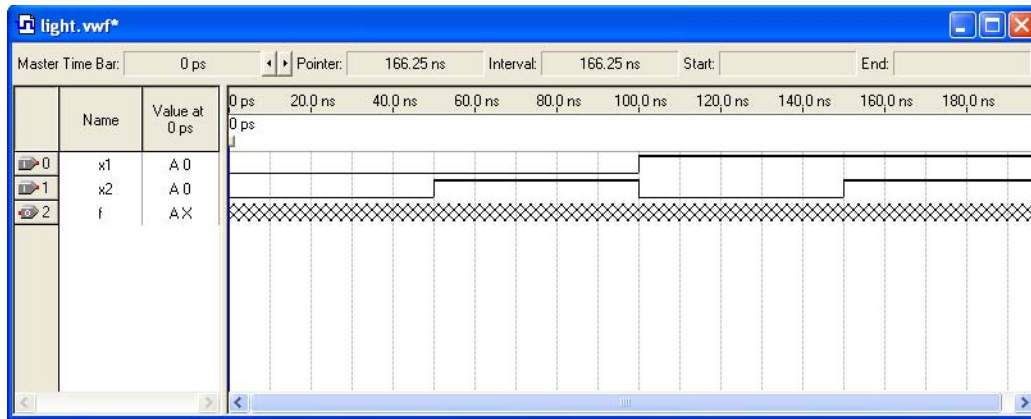 light.vwf*
Master Time Bar: 0 ps Pointer: 166.25 ns Interval: 166.25 ns Start: End:
Name Value at 0 ps
0 ps 20.0 ns 40.0 ns 60.0 ns 80.0 ns 100.0 ns 120.0 ns 140.0 ns 160.0 ns 180.0 ns
0 ps
0 x1 A 0
1 x2 A 0
2 f A X